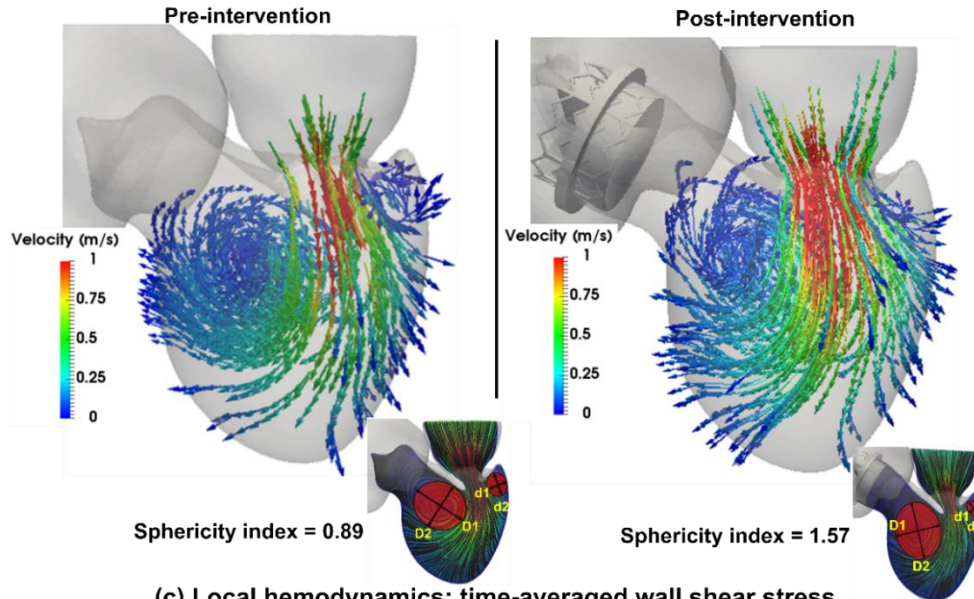 Pre-intervention
Post-intervention
Velocity (m/s)
1
0.75
0.5
0.25
0
Velocity (m/s)
1
0.75
0.5
0.25
0
d1
d2
D1
D2
Sphericity index = 0.89
d1
D1
D2
Sphericity index = 1.57
(c) Local hemodynamics: time-averaged wall shear stress